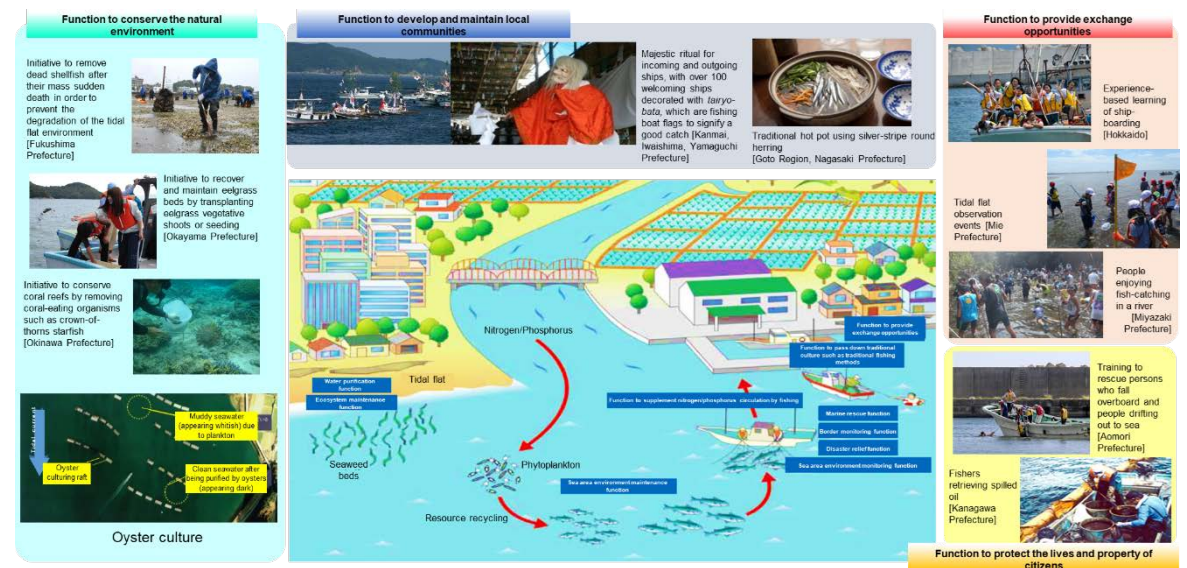 Function to conserve the natural
environment
Initiative to remove
dead shellfish after
their mass sudden
death in order to
prevent the
degradation of the tidal
flat environment
[Fukushima
Prefecture]
Initiative to recover
and maintain eelgrass
beds by transplanting
eelgrass vegetative
shoots or seeding
[Okayama Prefecture]
Initiative to conserve
coral reefs by removing
coral-eating organisms
such as crown-of-
thorns starfish
[Okinawa Prefecture]
Muddy seawater
(appearing whitish) due
to plankton
Oyster
culturing raft
Clean seawater after
being purified by oysters
(appearing dark)
Oyster culture
Function to develop and maintain local
communities
Majestic ritual for
incoming and outgoing
ships, with over 100
welcoming ships
decorated with tairyo-
bata, which are fishing
boat flags to signify a
good catch [Kanmai,
Iwaishima, Yamaguchi
Prefecture]
Traditional hot pot using silver-stripe round
herring
[Goto Region, Nagasaki Prefecture]
Nitrogen/Phosphorus
Function to provide
exchange opportunities
Function to pass down traditional
culture such as traditional fishing
methods
Tidal flat
Water purification
function
Ecosystem maintenance
function
Function to supplement nitrogen/phosphorus circulation by fishing
Marine rescue function
Border monitoring function
Disaster relief function
Sea area environment monitoring function
Seaweed
beds
Phytoplankton
Sea area environment maintenance
function
Resource recycling
Function to provide exchange
opportunities
Experience-
based learning
of ship-
boarding
[Hokkaido]
Tidal flat
observation
events [Mie
Prefecture]
People
enjoying
fish-catching
in a river
[Miyazaki
Prefecture]
Training to
rescue persons
who fall
overboard and
people drifting
out to sea
[Aomori
Prefecture]
Fishers
retrieving spilled
oil
[Kanagawa
Prefecture]
Function to protect the lives and property of
citizens